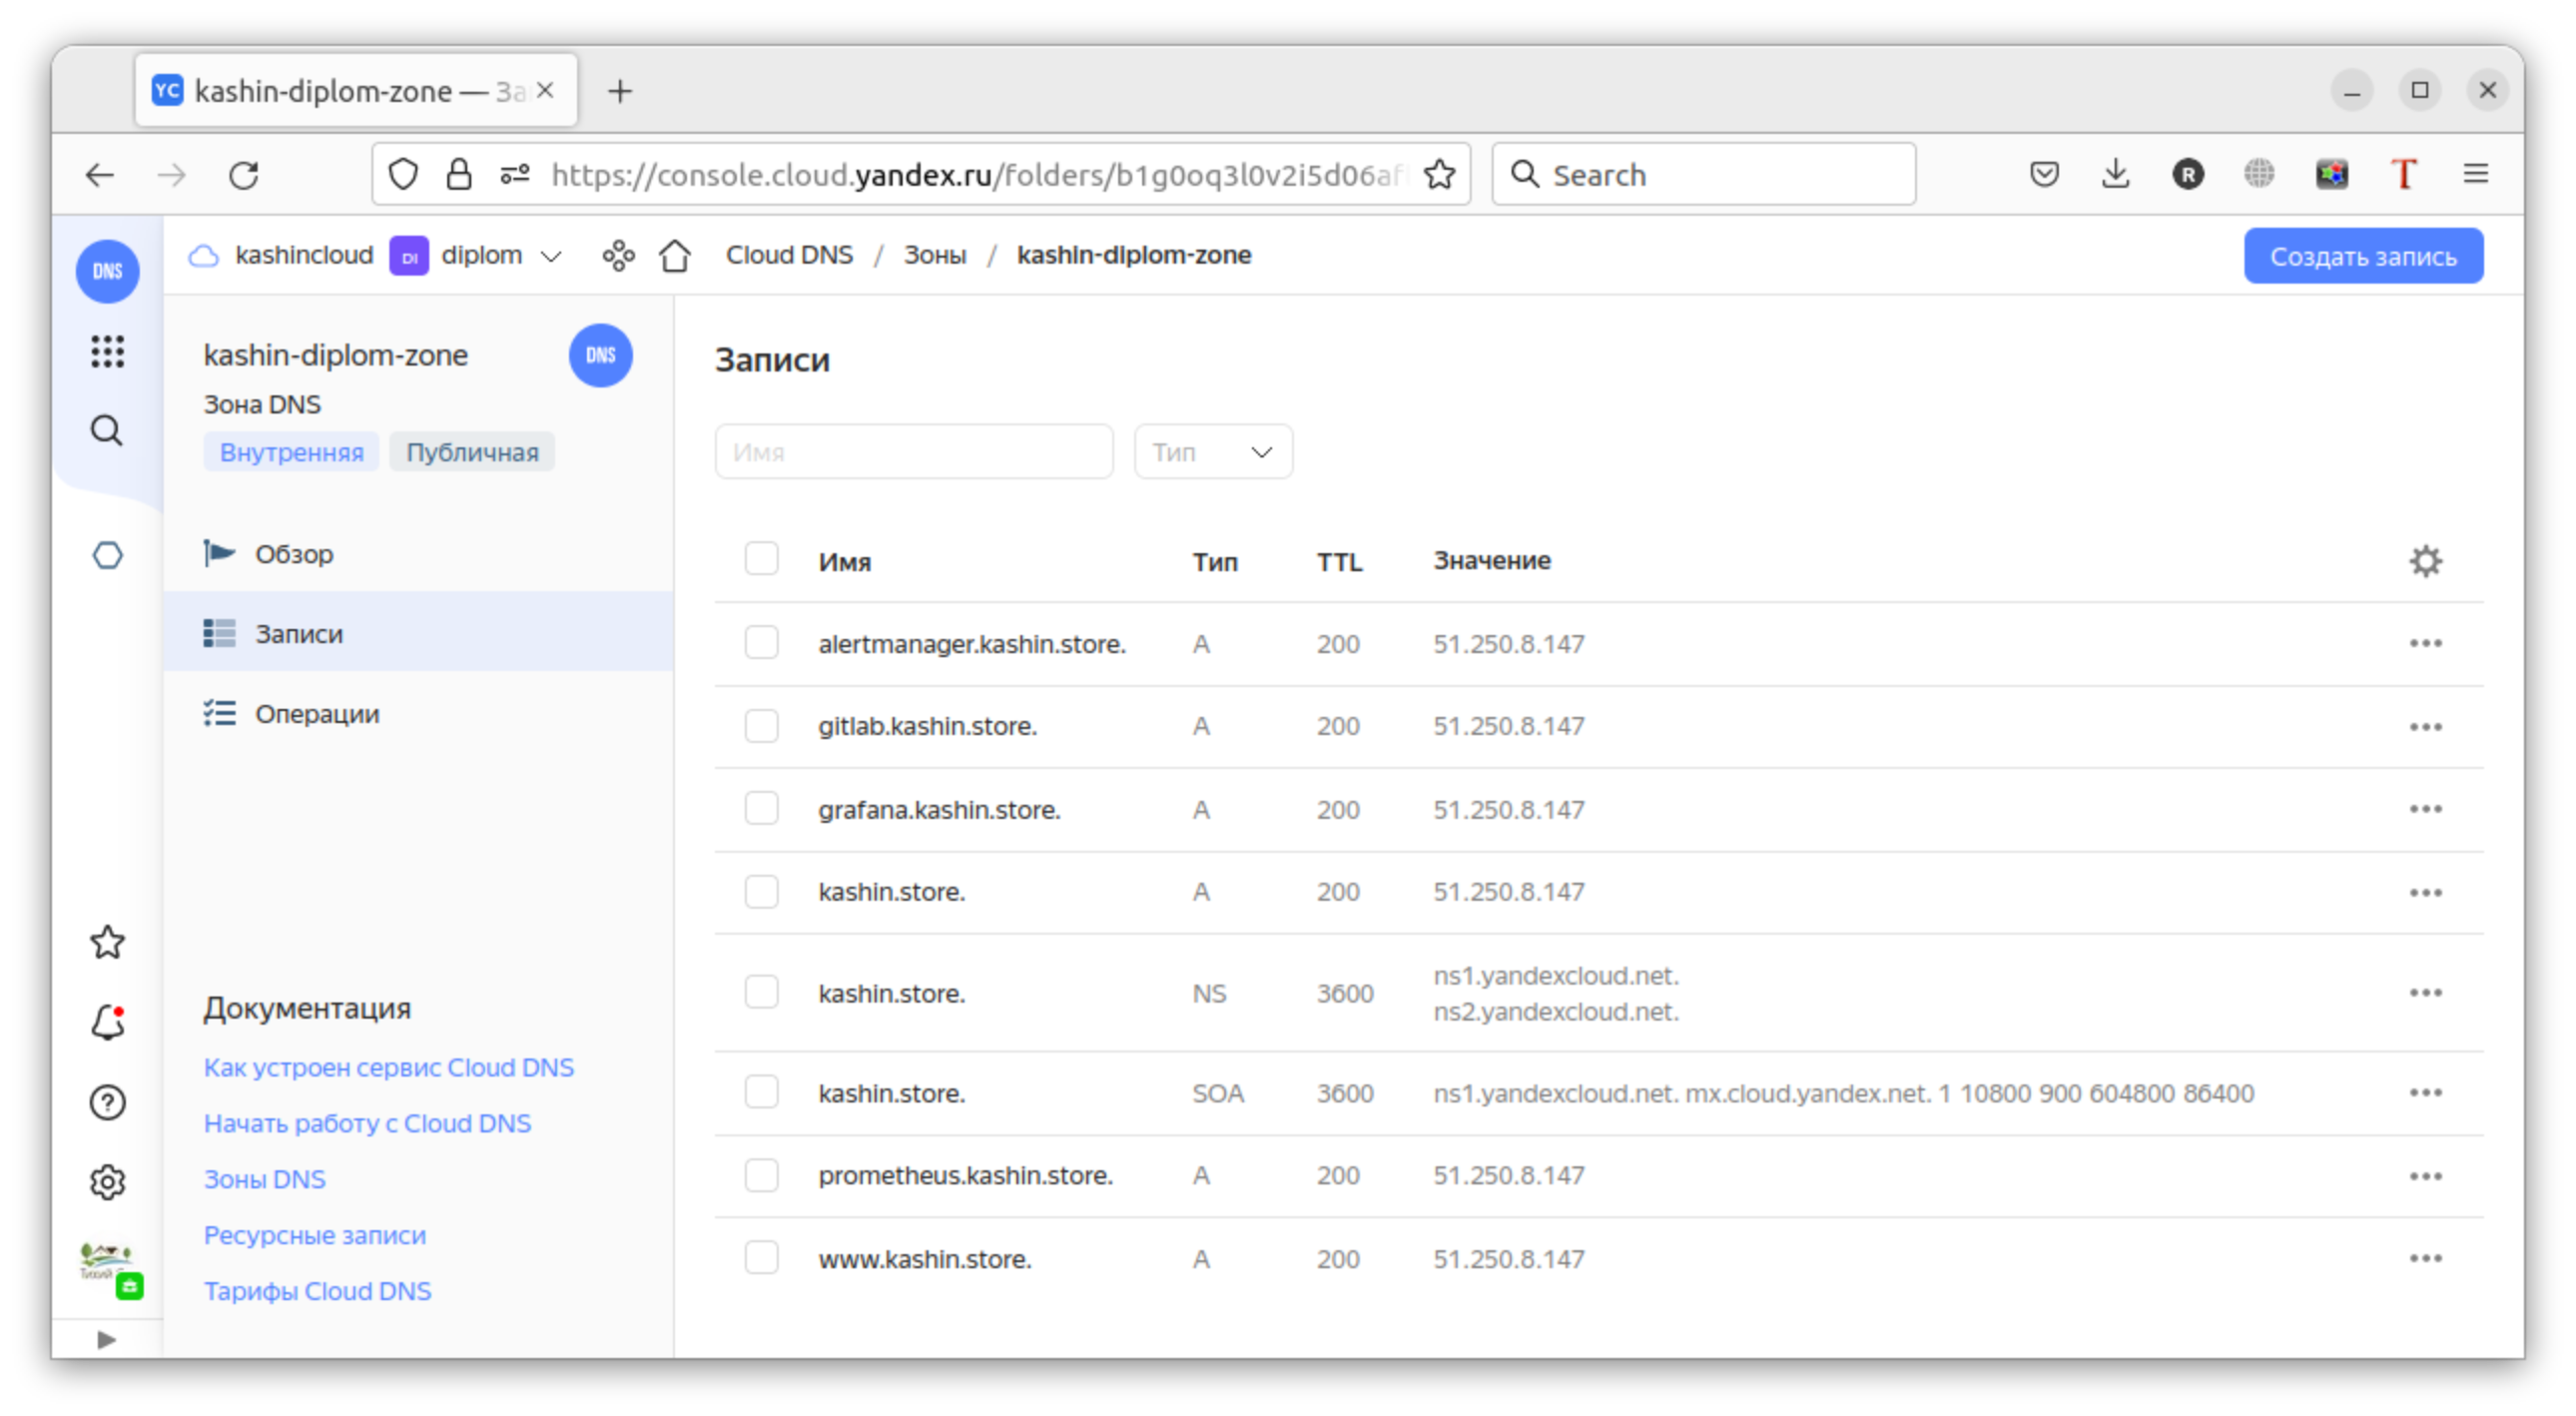 YC kashin-diplom-zone — За
https://console.cloud.yandex.ru/folders/b1g0oq3l0v2i5d06af
Search
R
T
DNS
kashincloud DI diplom Cloud DNS / Зоны / kashin-diplom-zone
Создать запись
kashin-diplom-zone
DNS
Зона DNS
Внутренняя Публичная
Обзор
Записи
Операции
Документация
Как устроен сервис Cloud DNS
Начать работу с Cloud DNS
Зоны DNS
Ресурсные записи
Тарифы Cloud DNS
Записи
Имя Тип
Имя Тип TTL Значение
alertmanager.kashin.store. A 200 51.250.8.147
gitlab.kashin.store. A 200 51.250.8.147
grafana.kashin.store. A 200 51.250.8.147
kashin.store. A 200 51.250.8.147
kashin.store. NS 3600 ns1.yandexcloud.net.
ns2.yandexcloud.net.
kashin.store. SOA 3600 ns1.yandexcloud.net. mx.cloud.yandex.net. 1 10800 900 604800 86400
prometheus.kashin.store. A 200 51.250.8.147
www.kashin.store. A 200 51.250.8.147